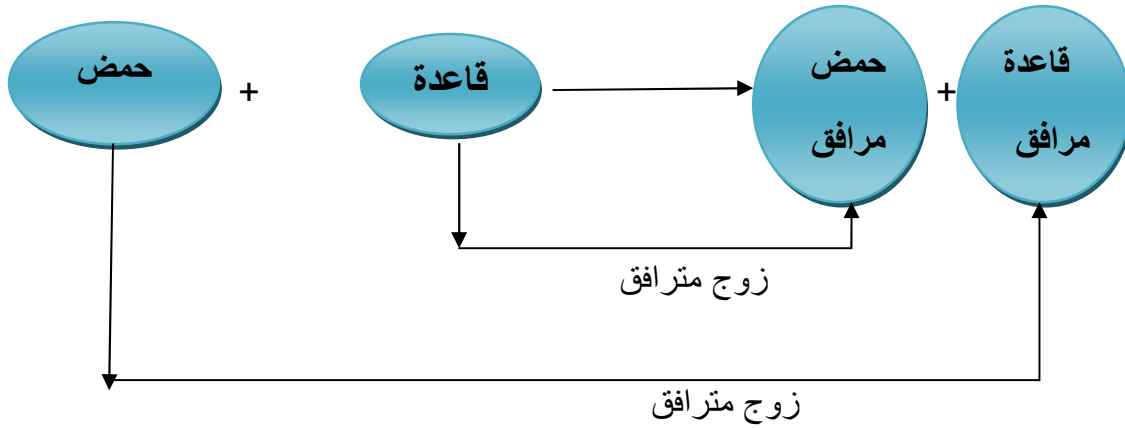 حمض
+
قاعدة
حمض
مرافق
+
قاعدة
مرافق
زوج مترافق
زوج مترافق